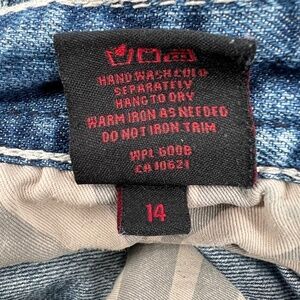 HAND WASH COLD
SEPARATELY
HANG TO DRY
WARM IRON AS NEEDED
DO NOT IRON TRIM
WPL 6008
CA 10621
14